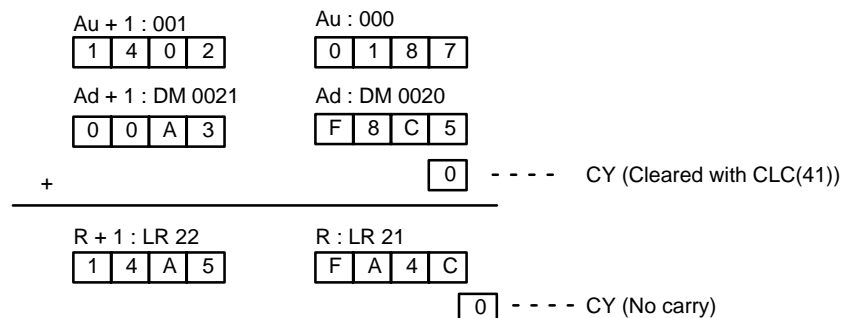 Au + 1 : 001 Au : 000
1 4 0 2 0 1 8 7
Ad + 1 : DM 0021 Ad : DM 0020
0 0 A 3 F 8 C 5
+ 0 - - - - CY (Cleared with CLC(41))
R + 1 : LR 22 R : LR 21
1 4 A 5 F A 4 C
0 - - - - CY (No carry)